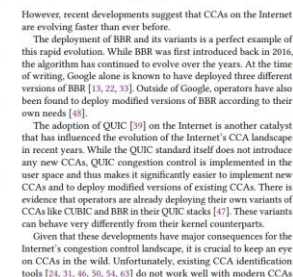 However, recent developments suggest that CCAs on the Internet
are evolving faster than ever before.
The deployment of BBR and its variants is a perfect example of
this rapid evolution. While BBR was first introduced back in 2016,
the algorithm has continued to evolve over the years. At the time
of writing, Google alone is known to have deployed three different
versions of BBR [13, 22, 33]. Outside of Google, operators have also
been found to deploy modified versions of BBR according to their
own needs [48].
The adoption of QUIC [39] on the Internet is another catalyst
that has influenced the evolution of the Internet's CCA landscape
in recent years. While the QUIC standard itself does not introduce
any new CCAs, QUIC congestion control is implemented in the
user space and thus makes it significantly easier to implement new
CCAs and to deploy modified versions of existing CCAs. There is
evidence that operators are already deploying their own variants of
CCAs like CUBIC and BBR in their QUIC stacks [47]. These variants
can behave very differently from their kernel counterparts.
Given that these developments have major consequences for the
Internet's congestion control landscape, it is crucial to keep an eye
on CCAs in the wild. Unfortunately, existing CCA identification
tools [24, 31, 46, 50, 54, 63] do not work well with modern CCAs